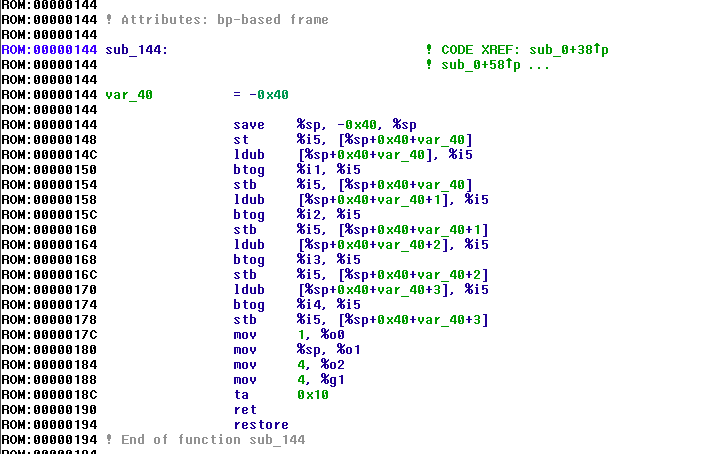 ROM:00000144
ROM:00000144 ! Attributes: bp-based frame
ROM:00000144
ROM:00000144 sub_144: ! CODE XREF: sub_0+38↑p
ROM:00000144 ! sub_0+58↑p ...
ROM:00000144
ROM:00000144 var_40 = -0x40
ROM:00000144
ROM:00000144 save %sp, -0x40, %sp
ROM:00000148 st %i5, [%sp+0x40+var_40]
ROM:0000014C ldub [%sp+0x40+var_40], %i5
ROM:00000150 btog %i1, %i5
ROM:00000154 stb %i5, [%sp+0x40+var_40]
ROM:00000158 ldub [%sp+0x40+var_40+1], %i5
ROM:0000015C btog %i2, %i5
ROM:00000160 stb %i5, [%sp+0x40+var_40+1]
ROM:00000164 ldub [%sp+0x40+var_40+2], %i5
ROM:00000168 btog %i3, %i5
ROM:0000016C stb %i5, [%sp+0x40+var_40+2]
ROM:00000170 ldub [%sp+0x40+var_40+3], %i5
ROM:00000174 btog %i4, %i5
ROM:00000178 stb %i5, [%sp+0x40+var_40+3]
ROM:0000017C mov 1, %o0
ROM:00000180 mov %sp, %o1
ROM:00000184 mov 4, %o2
ROM:00000188 mov 4, %g1
ROM:0000018C ta 0x10
ROM:00000190 ret
ROM:00000194 restore
ROM:00000194 ! End of function sub_144